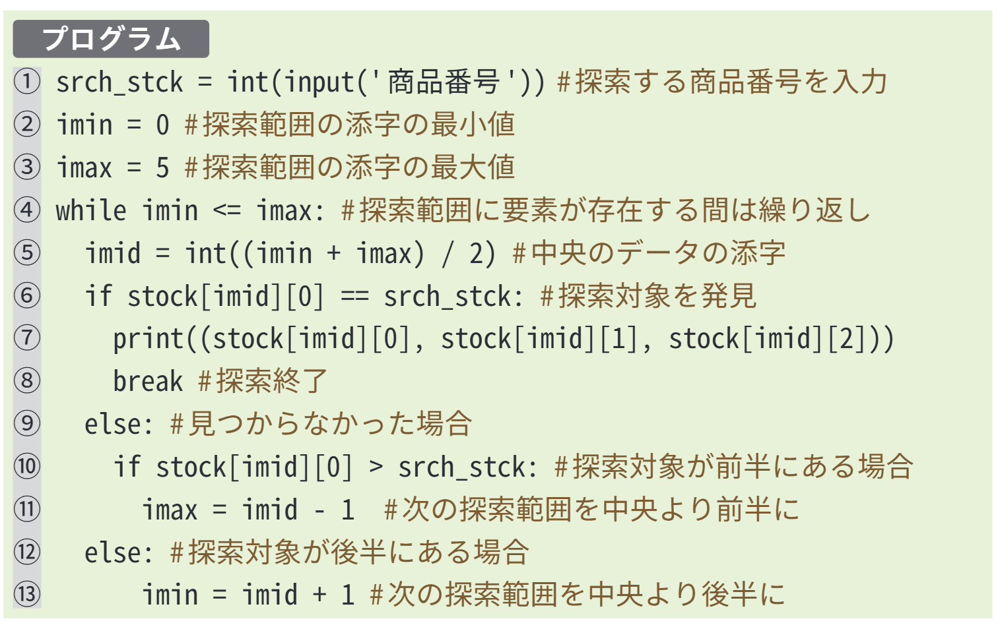 プログラム
① srch_stck = int(input('商品番号')) #探索する商品番号を入力
② imin = 0 #探索範囲の添字の最小値
③ imax = 5 #探索範囲の添字の最大値
④ while imin <= imax: #探索範囲に要素が存在する間は繰り返し
⑤   imid = int((imin + imax) / 2) #中央のデータの添字
⑥   if stock[imid][0] == srch_stck: #探索対象を発見
⑦     print((stock[imid][0], stock[imid][1], stock[imid][2]))
⑧     break #探索終了
⑨   else: #見つからなかった場合
⑩     if stock[imid][0] > srch_stck: #探索対象が前半にある場合
⑪       imax = imid - 1  #次の探索範囲を中央より前半に
⑫   else: #探索対象が後半にある場合
⑬       imin = imid + 1 #次の探索範囲を中央より後半に